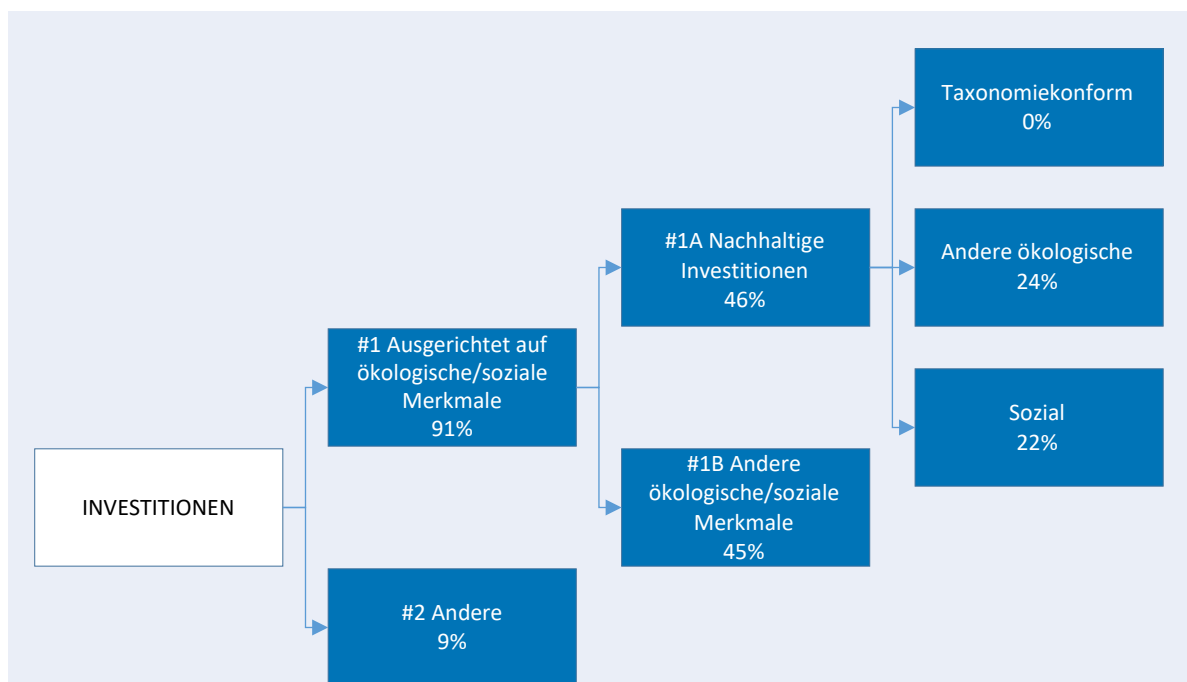 Taxonomiekonform
0%
#1A Nachhaltige
Investitionen
46%
Andere ökologische
24%
#1 Ausgerichtet auf
ökologische/soziale
Merkmale
91%
Sozial
22%
INVESTITIONEN
#1B Andere
ökologische/soziale
Merkmale
45%
#2 Andere
9%